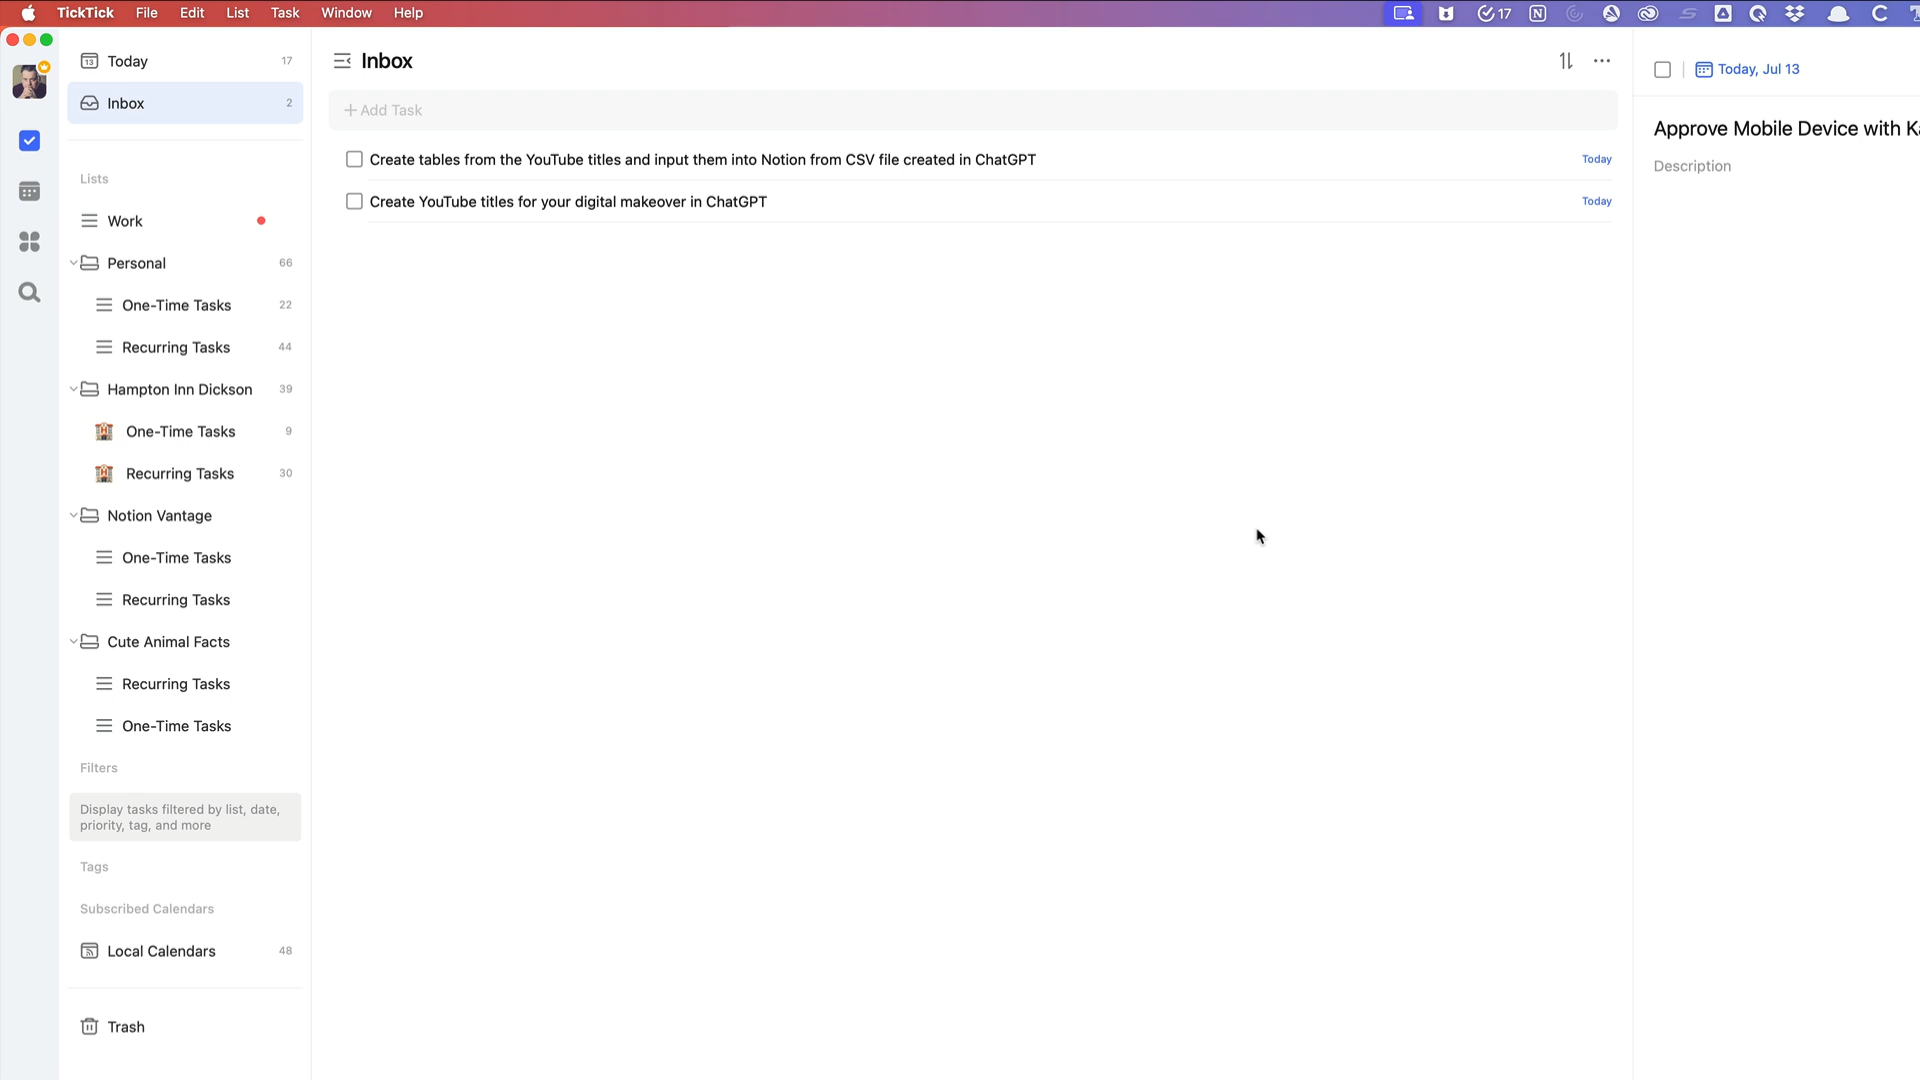 TickTick File Edit List Task Window Help 17
13 Today 17
Inbox 2
Lists
Work
Personal 66
One-Time Tasks 22
Recurring Tasks 44
Hampton Inn Dickson 39
One-Time Tasks 9
Recurring Tasks 30
Notion Vantage
One-Time Tasks
Recurring Tasks
Cute Animal Facts
Recurring Tasks
One-Time Tasks
Filters
Display tasks filtered by list, date,
priority, tag, and more
Tags
Subscribed Calendars
Local Calendars 48
Trash
Inbox
+ Add Task
Create tables from the YouTube titles and input them into Notion from CSV file created in ChatGPT Today
Create YouTube titles for your digital makeover in ChatGPT Today
Today, Jul 13
Approve Mobile Device with Ka
Description